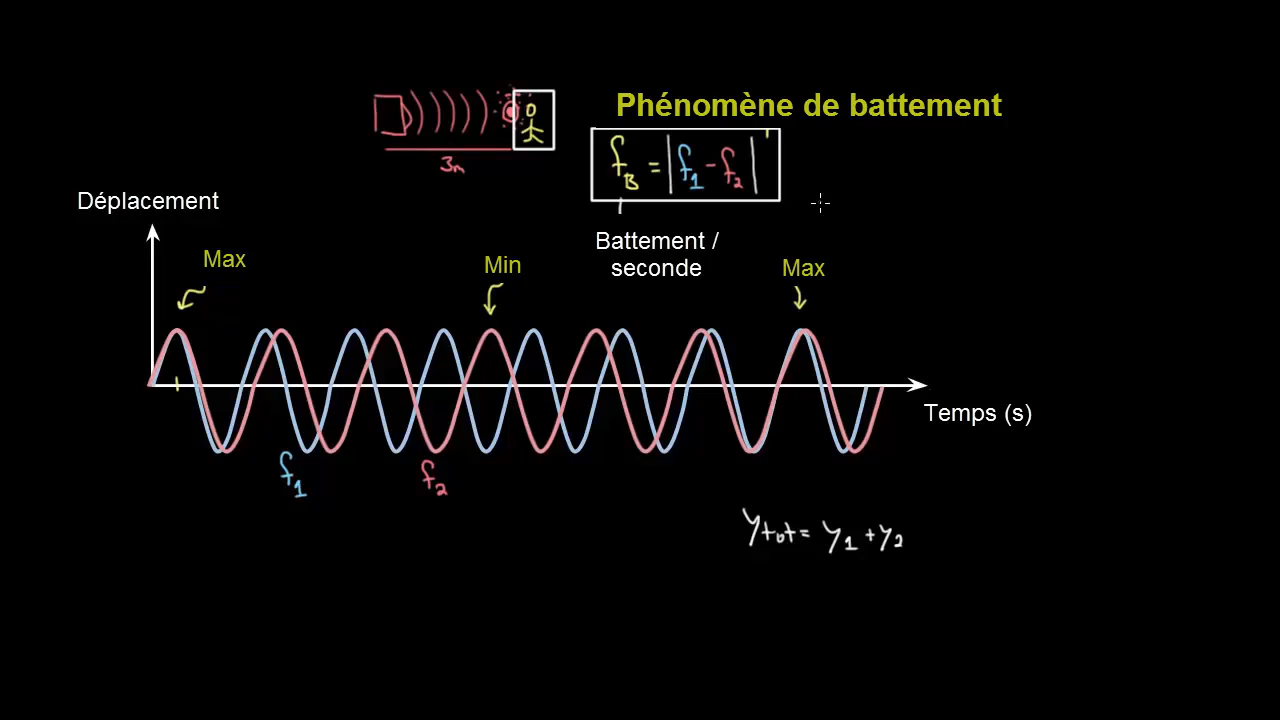 Phénomène de battement
3m
f_B = |f_1 - f_2|
Déplacement
Battement /
seconde
Max
Min
Max
Temps (s)
f_1
f_2
y_tot = y_1 + y_2